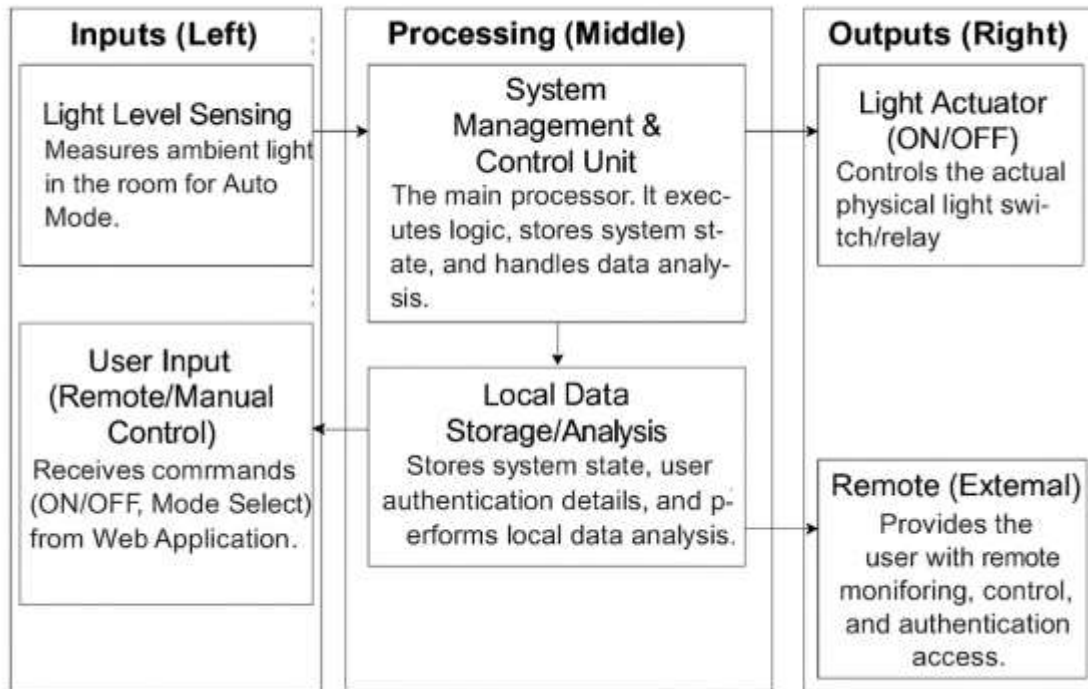 Inputs (Left)
Light Level Sensing
Measures ambient light
in the room for Auto
Mode.
User Input
(Remote/Manual
Control)
Receives commrmands
(ON/OFF, Mode Select)
from Web Application.
Processing (Middle)
System
Management &
Control Unit
The main processor. It exec-
utes logic, stores system st-
ate, and handles data analy-
sis.
Local Data
Storage/Analysis
Stores system state, user
authentication details, and p-
erforms local data analysis.
Outputs (Right)
Light Actuator
(ON/OFF)
Controls the actual
physical light swi-
tch/relay
Remote (External)
Provides the
user with remote
moniforing, control,
and authentication
access.